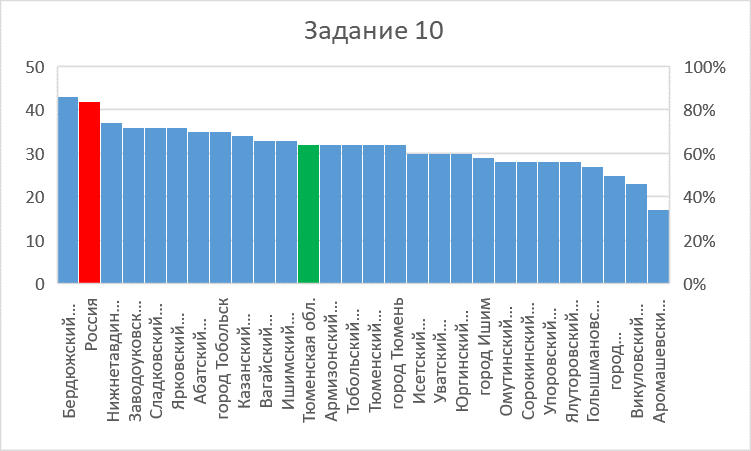 Задание 10
50
40
30
20
10
0
100%
80%
60%
40%
20%
0%
Бердюжский...
Россия
Нижнетавдин...
Заводоуковск...
Сладковский...
Ярковский...
Абатский...
город Тобольск
Казанский...
Вагайский...
Ишимский...
Тюменская обл.
Армизонский...
Тобольский...
Тюменский...
город Тюмень
Исетский...
Уватский...
Юргинский...
город Ишим
Омутинский...
Сорокинский...
Упоровский...
Ялуторовский...
Голышмановс...
город...
Викуловский...
Аромашевски...